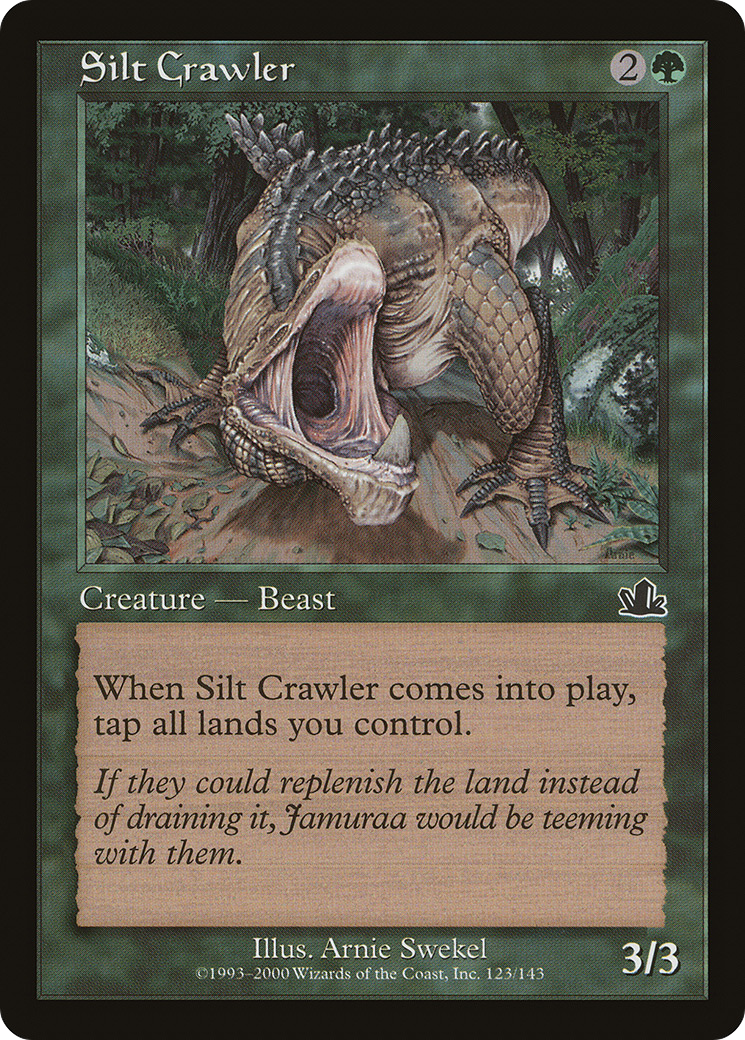 Silt Crawler 2
Arnie
Creature — Beast
When Silt Crawler comes into play,
tap all lands you control.
If they could replenish the land instead
of draining it, Jamuraa would be teeming
with them.
Illus. Arnie Swekel
©1993–2000 Wizards of the Coast, Inc. 123/143
3/3